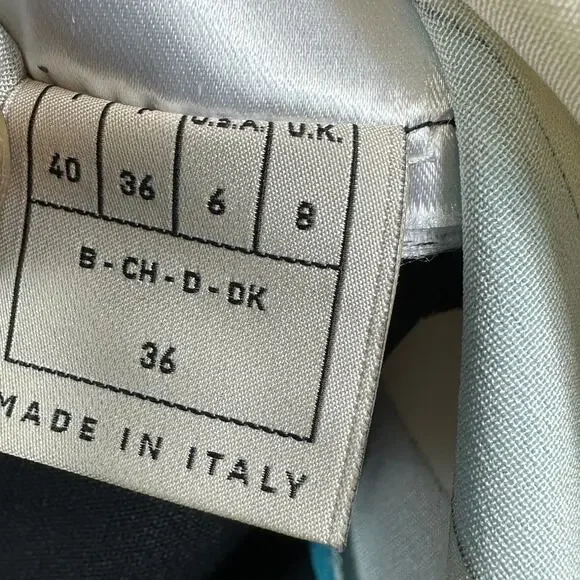 U.S.A. U.K.
40 36 6 8
B - CH - D - DK
36
MADE IN ITALY